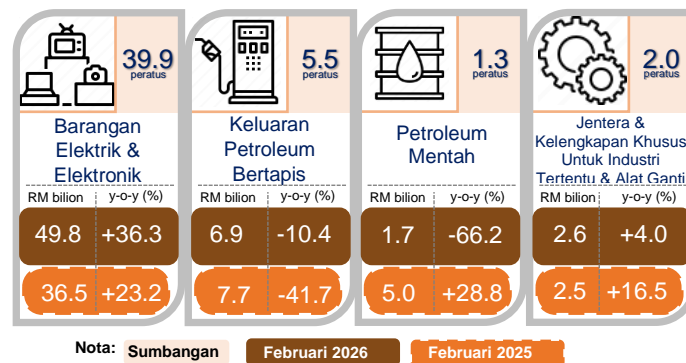 39.9
peratus
Barangan
Elektrik &
Elektronik
RM bilion y-o-y (%)
49.8 +36.3
36.5 +23.2
5.5
peratus
Keluaran
Petroleum
Bertapis
RM bilion y-o-y (%)
6.9 -10.4
7.7 -41.7
1.3
peratus
Petroleum
Mentah
RM bilion y-o-y (%)
1.7 -66.2
5.0 +28.8
2.0
peratus
Jentera &
Kelengkapan Khusus
Untuk Industri
Tertentu & Alat Ganti
RM bilion y-o-y (%)
2.6 +4.0
2.5 +16.5
Nota: Sumbangan Februari 2026 Februari 2025